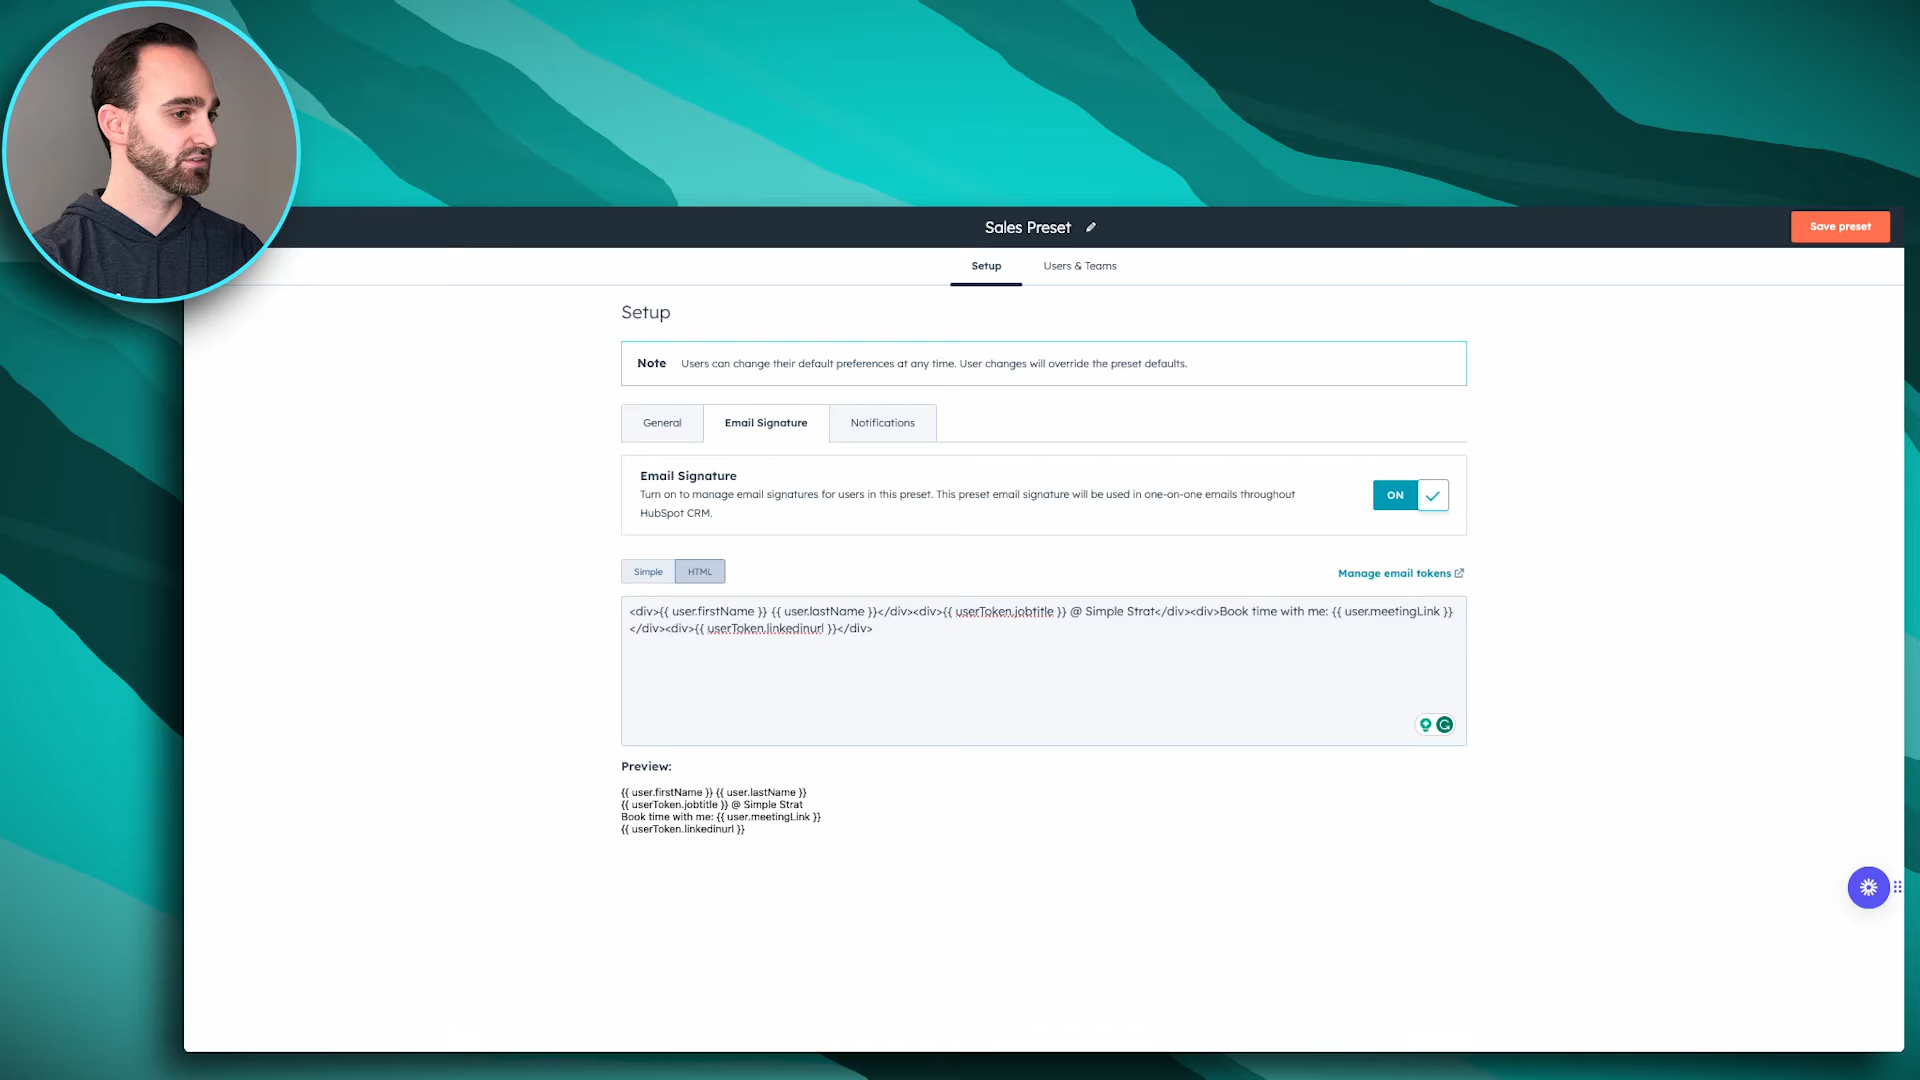 Sales Preset
Save preset
Setup
Users & Teams
Setup
Note Users can change their default preferences at any time. User changes will override the preset defaults.
General
Email Signature
Notifications
Email Signature
Turn on to manage email signatures for users in this preset. This preset email signature will be used in one-on-one emails throughout
HubSpot CRM.
ON
Simple
HTML
Manage email tokens
<div>{{ user.firstName }} {{ user.lastName }}</div><div>{{ userToken.jobtitle }} @ Simple Strat</div><div>Book time with me: {{ user.meetingLink }}
</div><div>{{ userToken.linkedinurl }}</div>
Preview:
{{ user.firstName }} {{ user.lastName }}
{{ userToken.jobtitle }} @ Simple Strat
Book time with me: {{ user.meetingLink }}
{{ userToken.linkedinurl }}